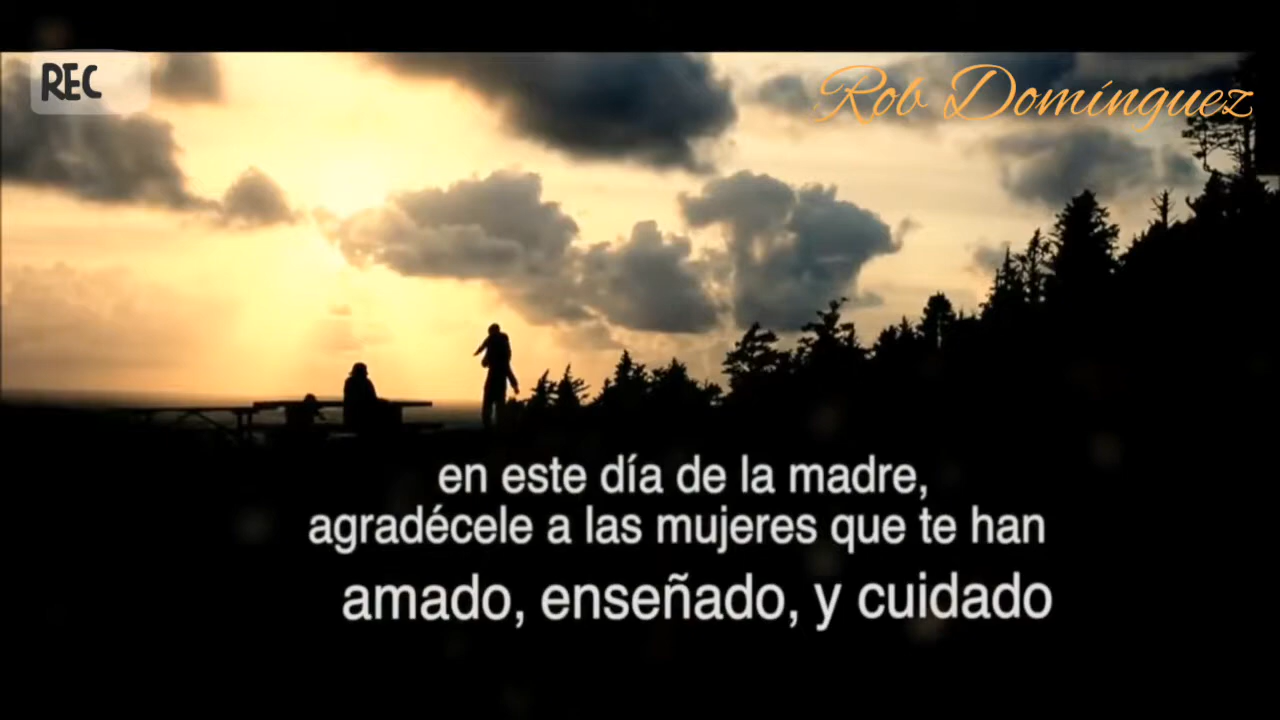 REC
Rob Domínguez
en este día de la madre,
agradécele a las mujeres que te han
amado, enseñado, y cuidado